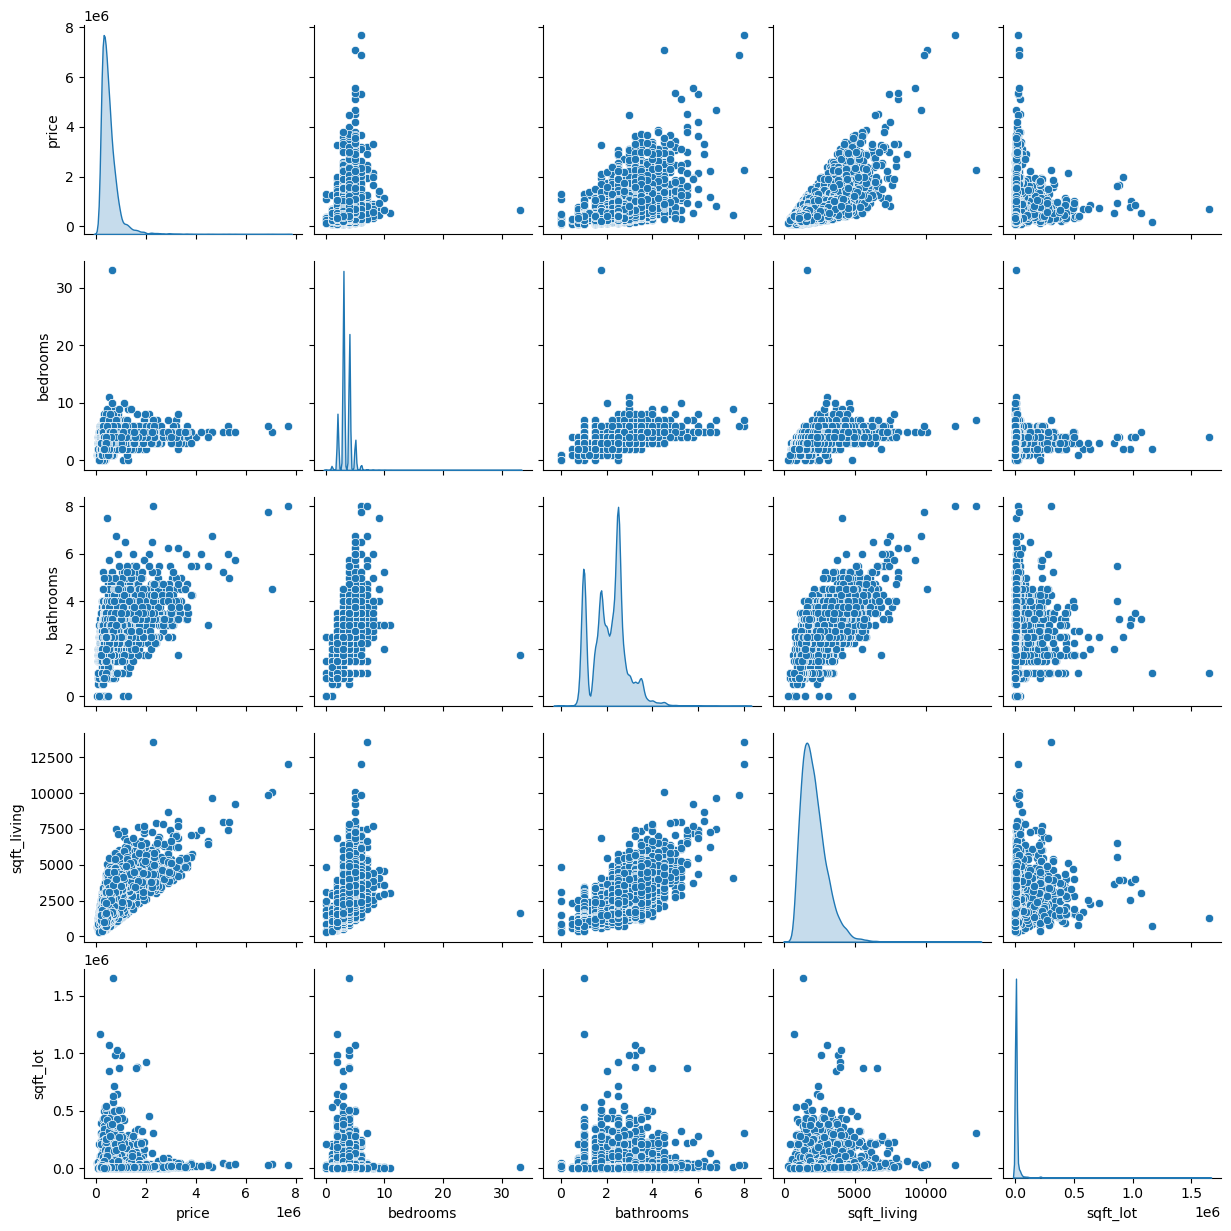 1e6
8
6
4
2
0
price
30
20
10
0
bedrooms
8
6
4
2
0
bathrooms
12500
10000
7500
5000
2500
0
sqft_living
1e6
1.5
1.0
0.5
0.0
sqft_lot
0 2 4 6 8 0 10 20 30 0 2 4 6 8 0 5000 10000 0.0 0.5 1.0 1.5
1e6 1e6
price bedrooms bathrooms sqft_living sqft_lot